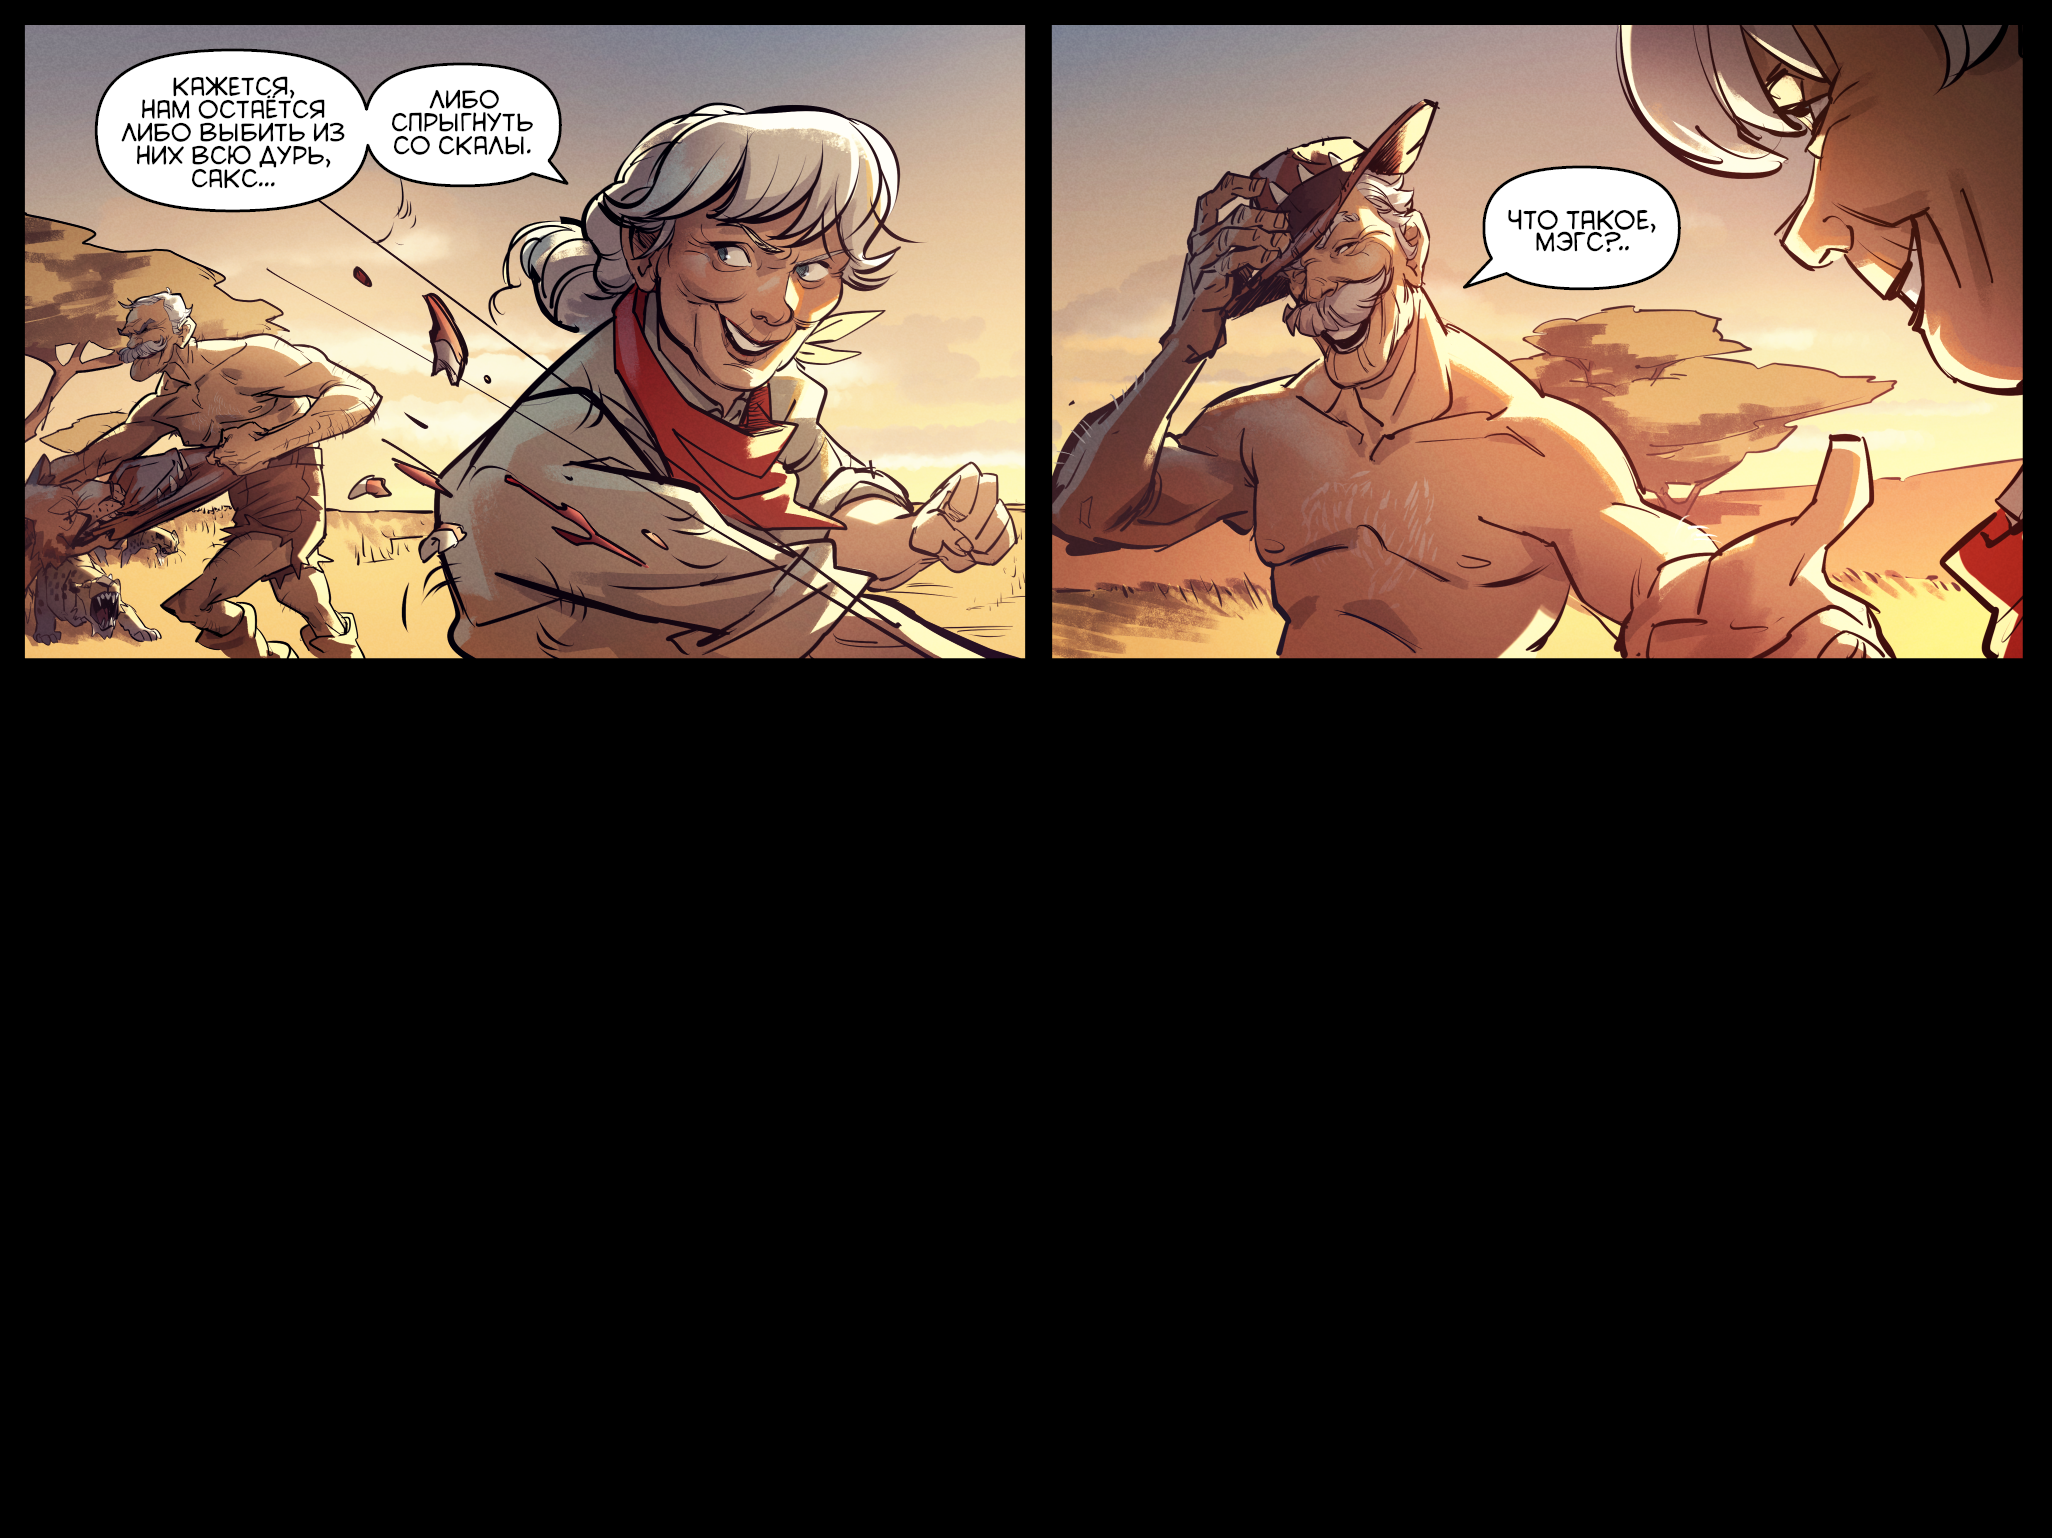 КАЖЕТСЯ,
НАМ ОСТАЁТСЯ
ЛИБО ВЫБИТЬ ИЗ
НИХ ВСЮ ДУРЬ,
САКС...
ЛИБО
СПРЫГНУТЬ
СО СКАЛЫ.
ЧТО ТАКОЕ,
МЭГС?..